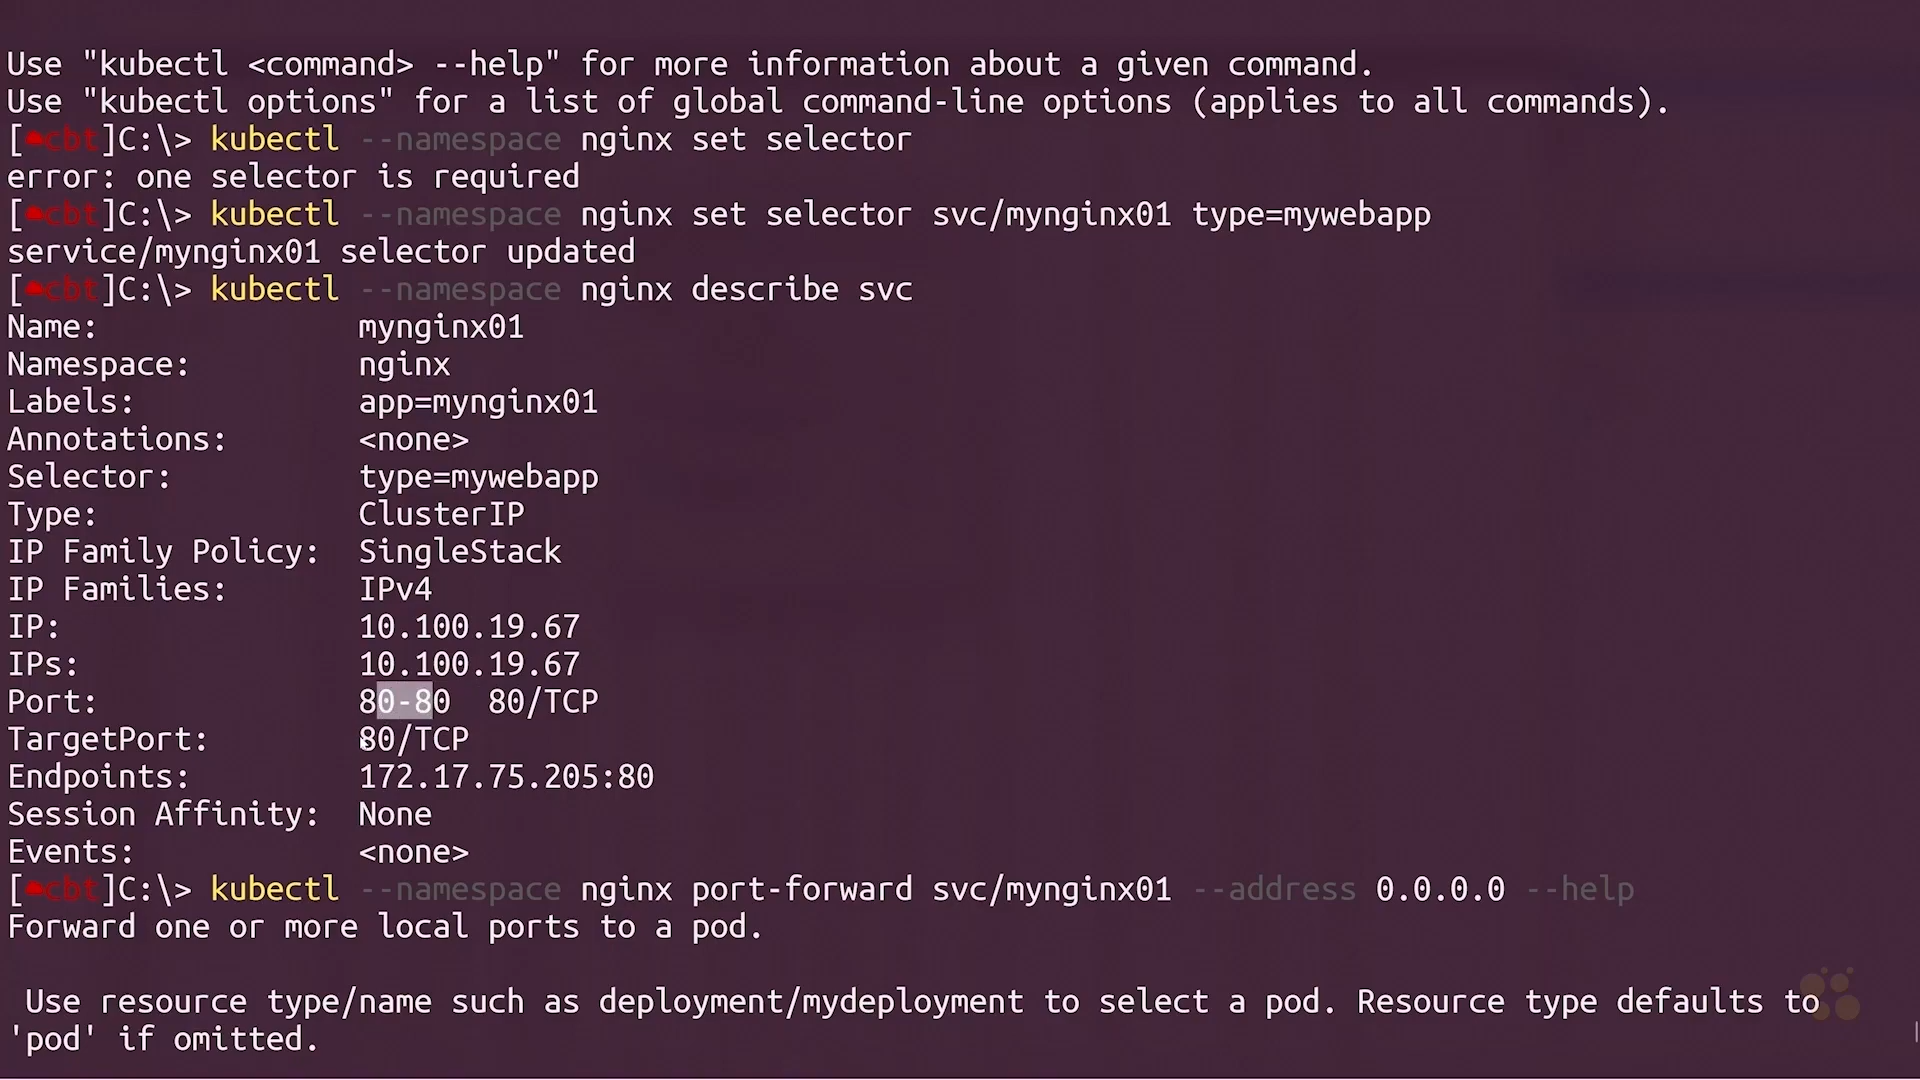 Use "kubectl <command> --help" for more information about a given command.
Use "kubectl options" for a list of global command-line options (applies to all commands).
[☁cbt]C:\> kubectl --namespace nginx set selector
error: one selector is required
[☁cbt]C:\> kubectl --namespace nginx set selector svc/mynginx01 type=mywebapp
service/mynginx01 selector updated
[☁cbt]C:\> kubectl --namespace nginx describe svc
Name: mynginx01
Namespace: nginx
Labels: app=mynginx01
Annotations: <none>
Selector: type=mywebapp
Type: ClusterIP
IP Family Policy: SingleStack
IP Families: IPv4
IP: 10.100.19.67
IPs: 10.100.19.67
Port: 80-80 80/TCP
TargetPort: 80/TCP
Endpoints: 172.17.75.205:80
Session Affinity: None
Events: <none>
[☁cbt]C:\> kubectl --namespace nginx port-forward svc/mynginx01 --address 0.0.0.0 --help
Forward one or more local ports to a pod.
Use resource type/name such as deployment/mydeployment to select a pod. Resource type defaults to
'pod' if omitted.